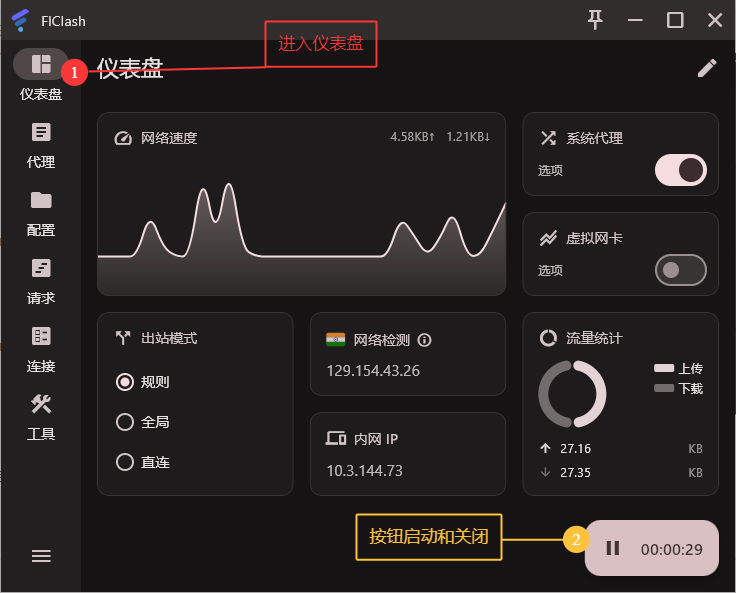 FlClash
进入仪表盘
1
仪表盘
仪表盘
代理
配置
请求
连接
工具
网络速度
4.58KB↑ 1.21KB↓
系统代理
选项
虚拟网卡
选项
出站模式
规则
全局
直连
网络检测
129.154.43.26
内网 IP
10.3.144.73
流量统计
上传
下载
↑ 27.16 KB
↓ 27.35 KB
按钮启动和关闭
2
00:00:29